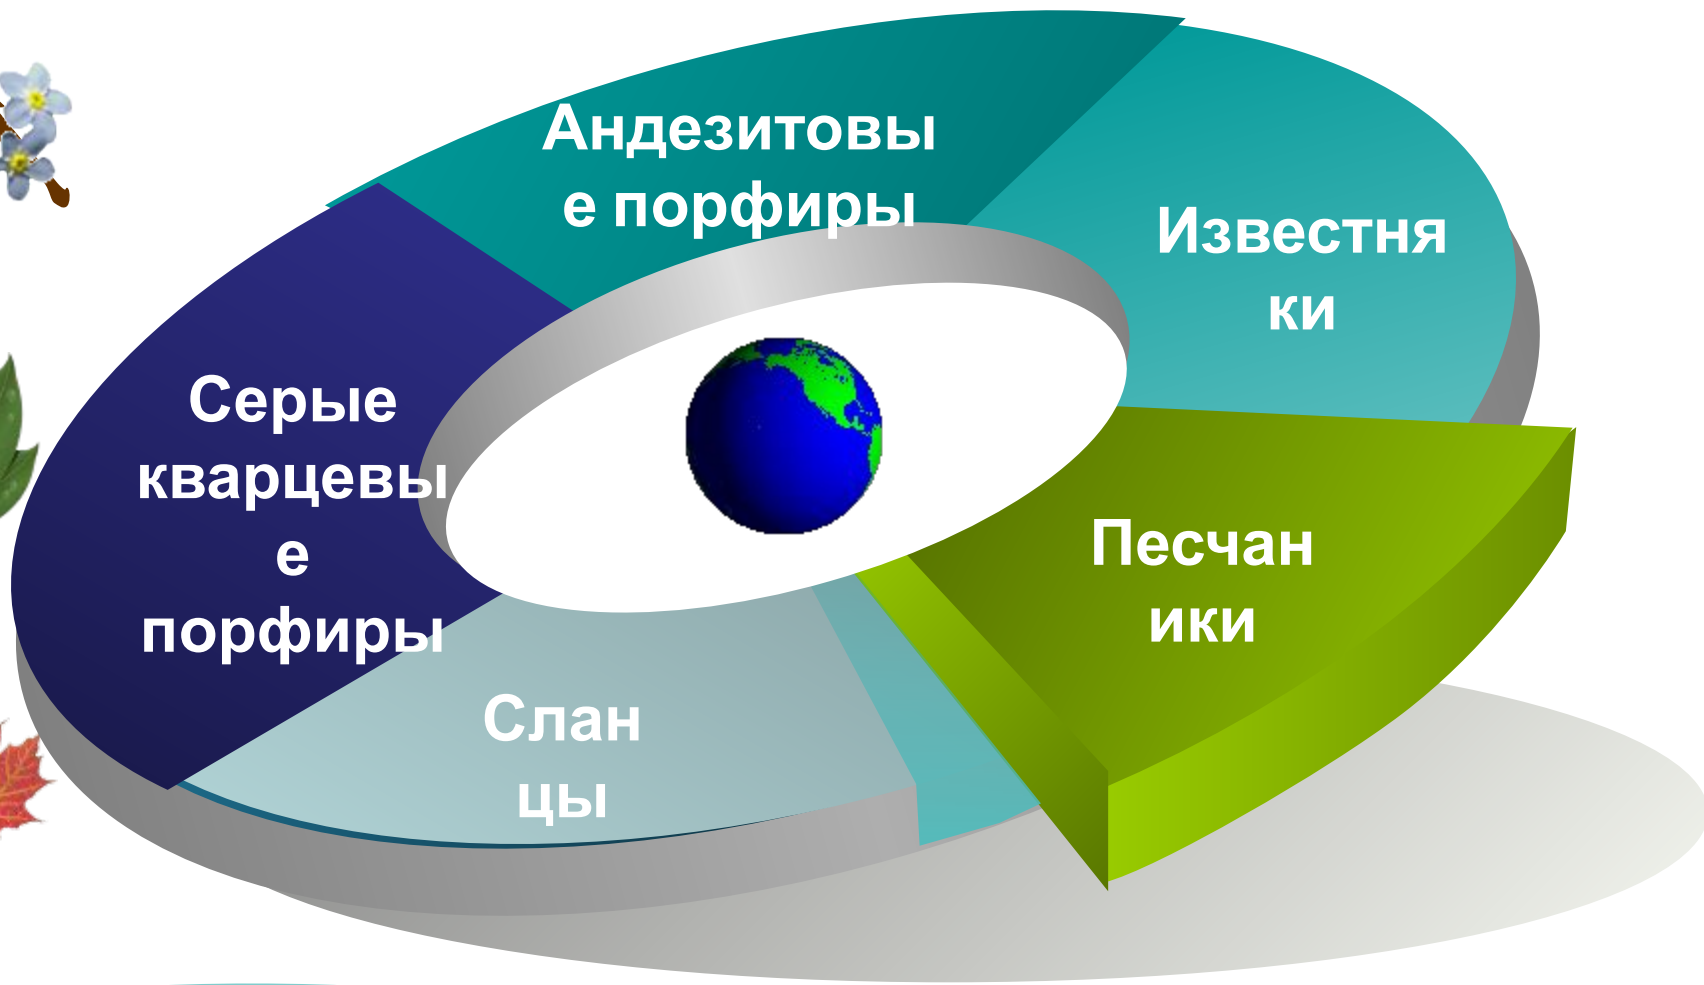 Андезитовы
е порфиры
Известня
ки
Серые
кварцевы
е
порфиры
Песчан
ики
Слан
цы